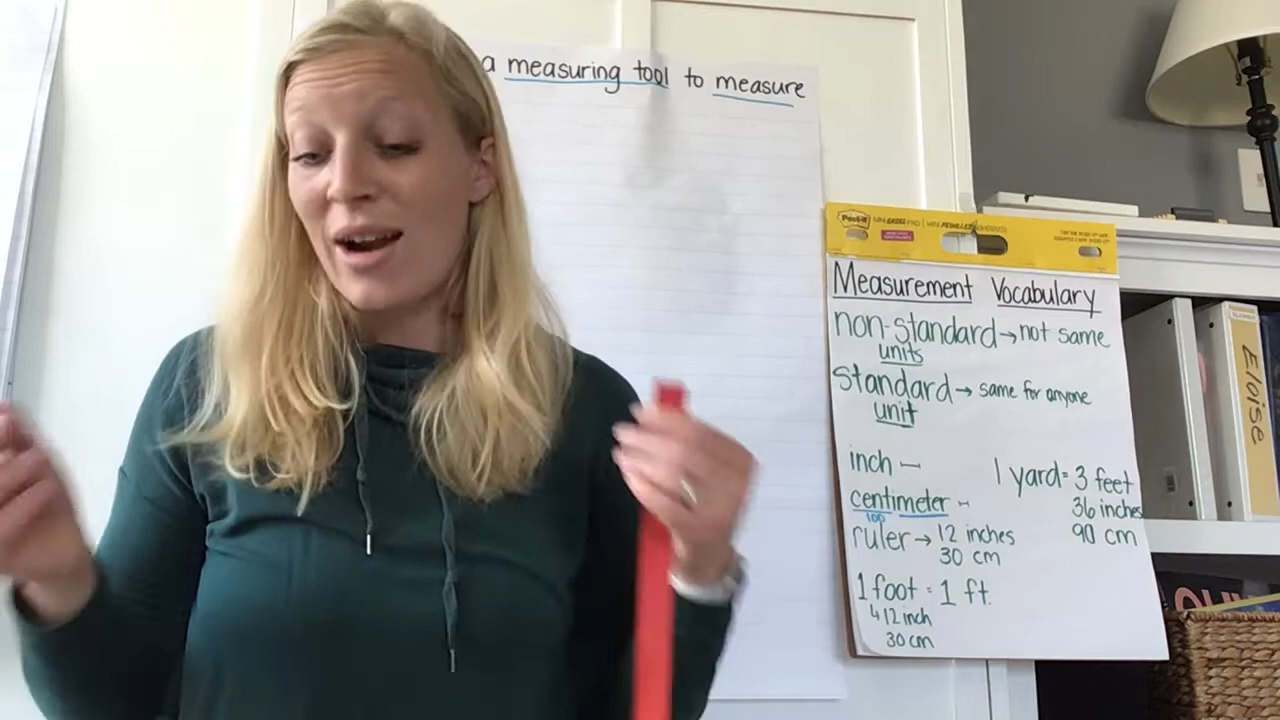 a measuring tool to measure
Post-it
Measurement Vocabulary
non-standard→not same
units
standard→ same for anyone
unit
inch
centimeter
100
ruler→12 inches
30 cm
1 foot = 1 ft.
12 inch
30 cm
1 yard = 3 feet
36 inches
90 cm
Eloise